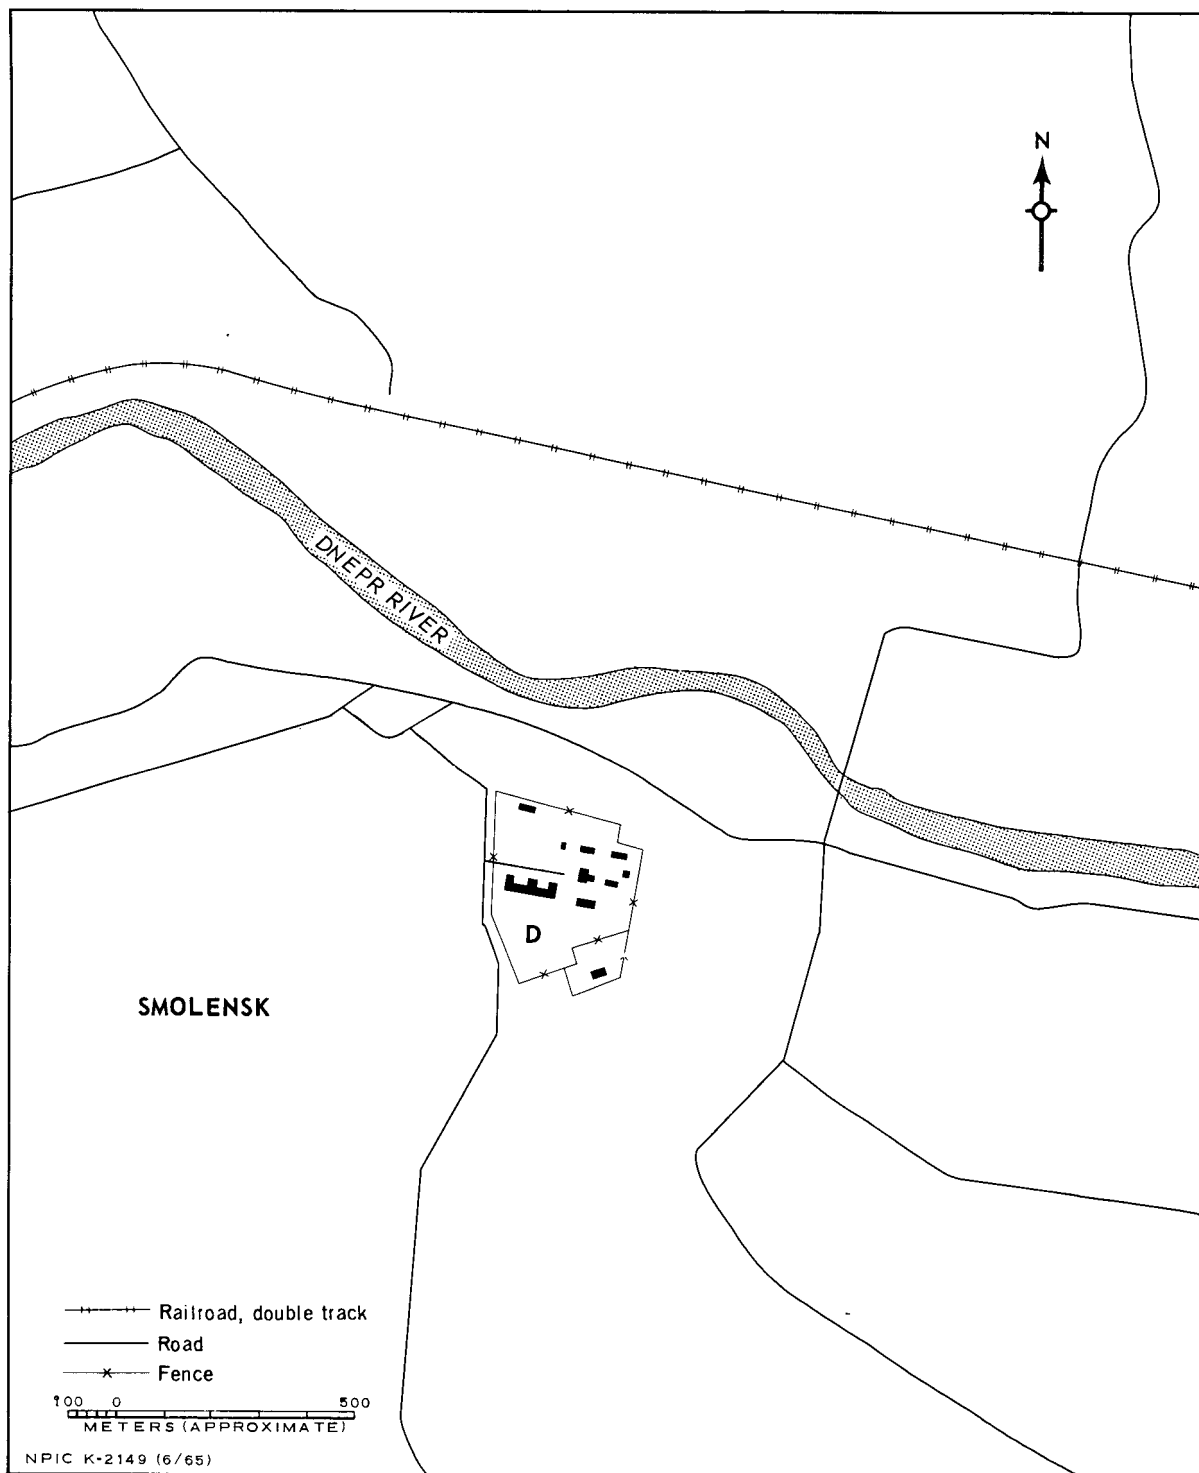 N
DNEPR RIVER
D
SMOLENSK
Railroad, double track
Road
Fence
100 0 500
METERS (APPROXIMATE)
NPIC K-2149 (6/65)